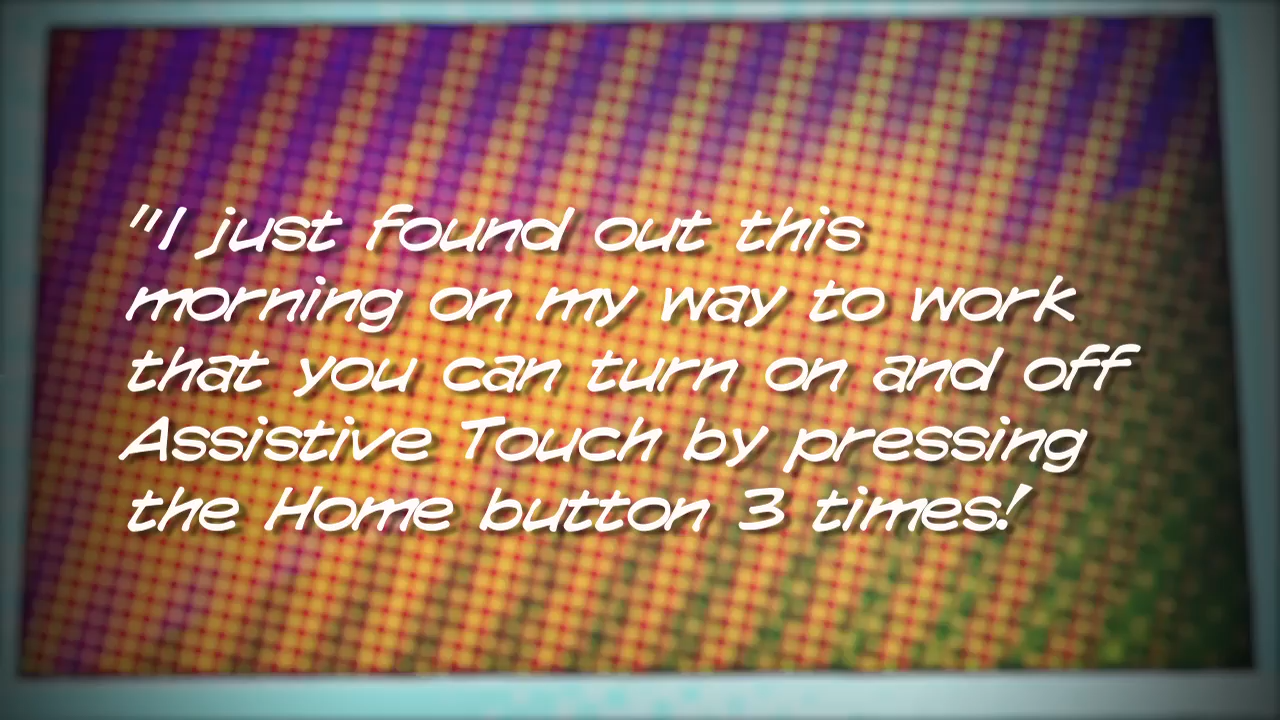 "I just found out this
morning on my way to work
that you can turn on and off
Assistive Touch by pressing
the Home button 3 times!